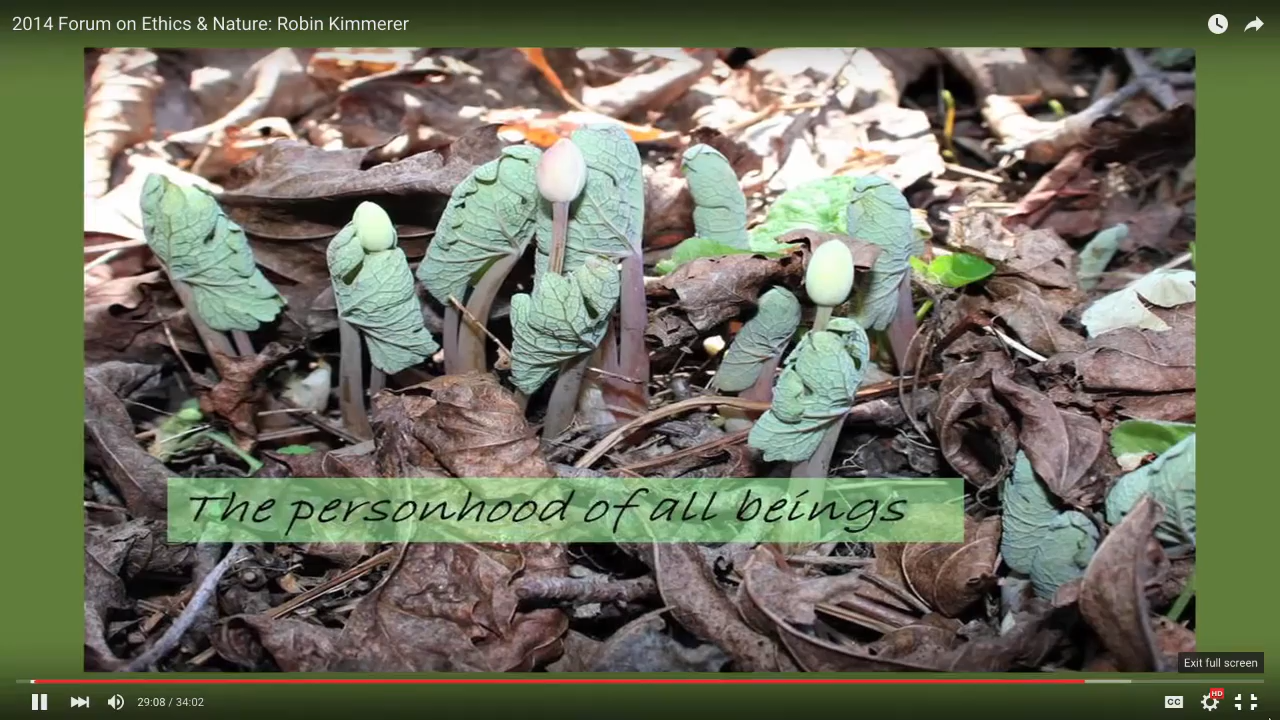 2014 Forum on Ethics & Nature: Robin Kimmerer
The personhood of all beings
Exit full screen
29:08 / 34:02
CC
HD